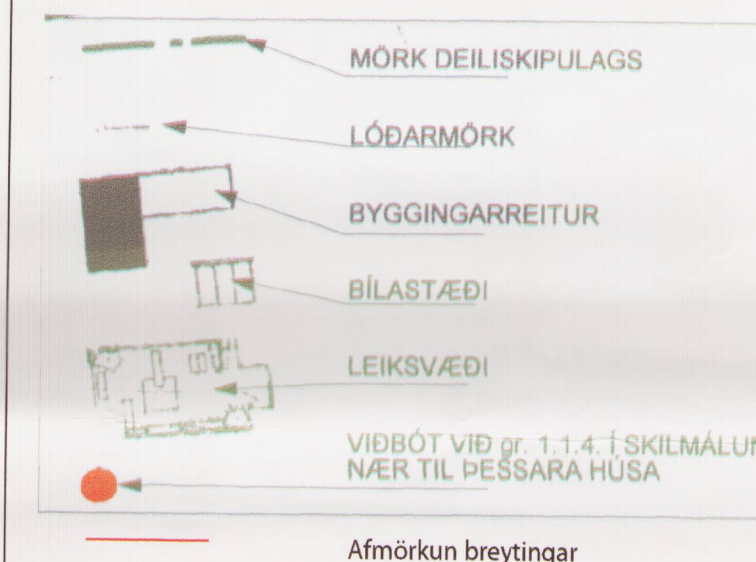 MÖRK DEILISKIPULAGS
LÓÐARMÖRK
BYGGINGARREITUR
BÍLASTÆÐI
LEIKSVÆÐI
VIÐBÓT VIÐ gr. 1.1.4. Í SKILMÁLUM
NÆR TIL ÞESSARA HÚSA
Afmörkun breytingar